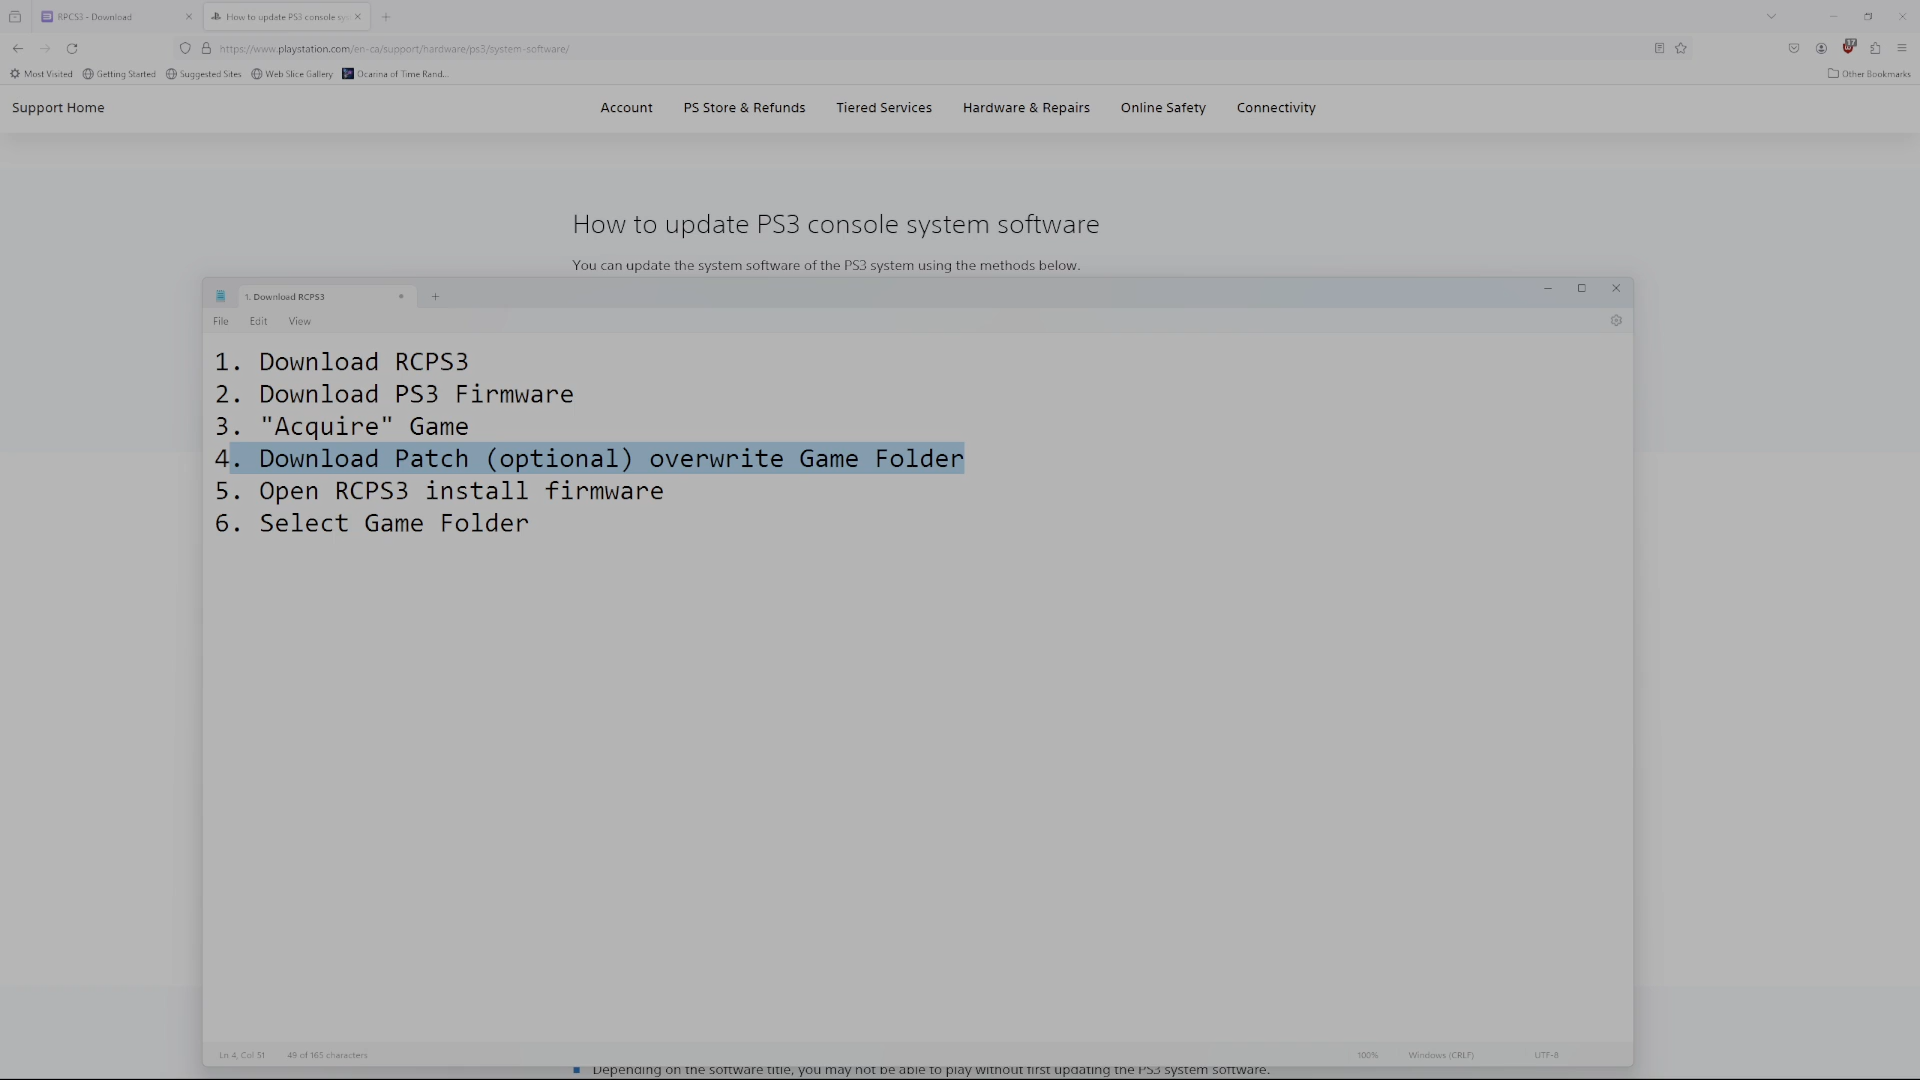 RPCS3 - Download
How to update PS3 console sy
https://www.playstation.com/en-ca/support/hardware/ps3/system-software/
17
Most Visited
Getting Started
Suggested Sites
Web Slice Gallery
Ocarina of Time Rand...
Other Bookmarks
Support Home
Account
PS Store & Refunds
Tiered Services
Hardware & Repairs
Online Safety
Connectivity
How to update PS3 console system software
You can update the system software of the PS3 system using the methods below.
1. Download RCPS3
File
Edit
View
1. Download RCPS3
2. Download PS3 Firmware
3. "Acquire" Game
4. Download Patch (optional) overwrite Game Folder
5. Open RCPS3 install firmware
6. Select Game Folder
Ln 4, Col 51
49 of 165 characters
100%
Windows (CRLF)
UTF-8
Depending on the software title, you may not be able to play without first updating the PS3 system software.